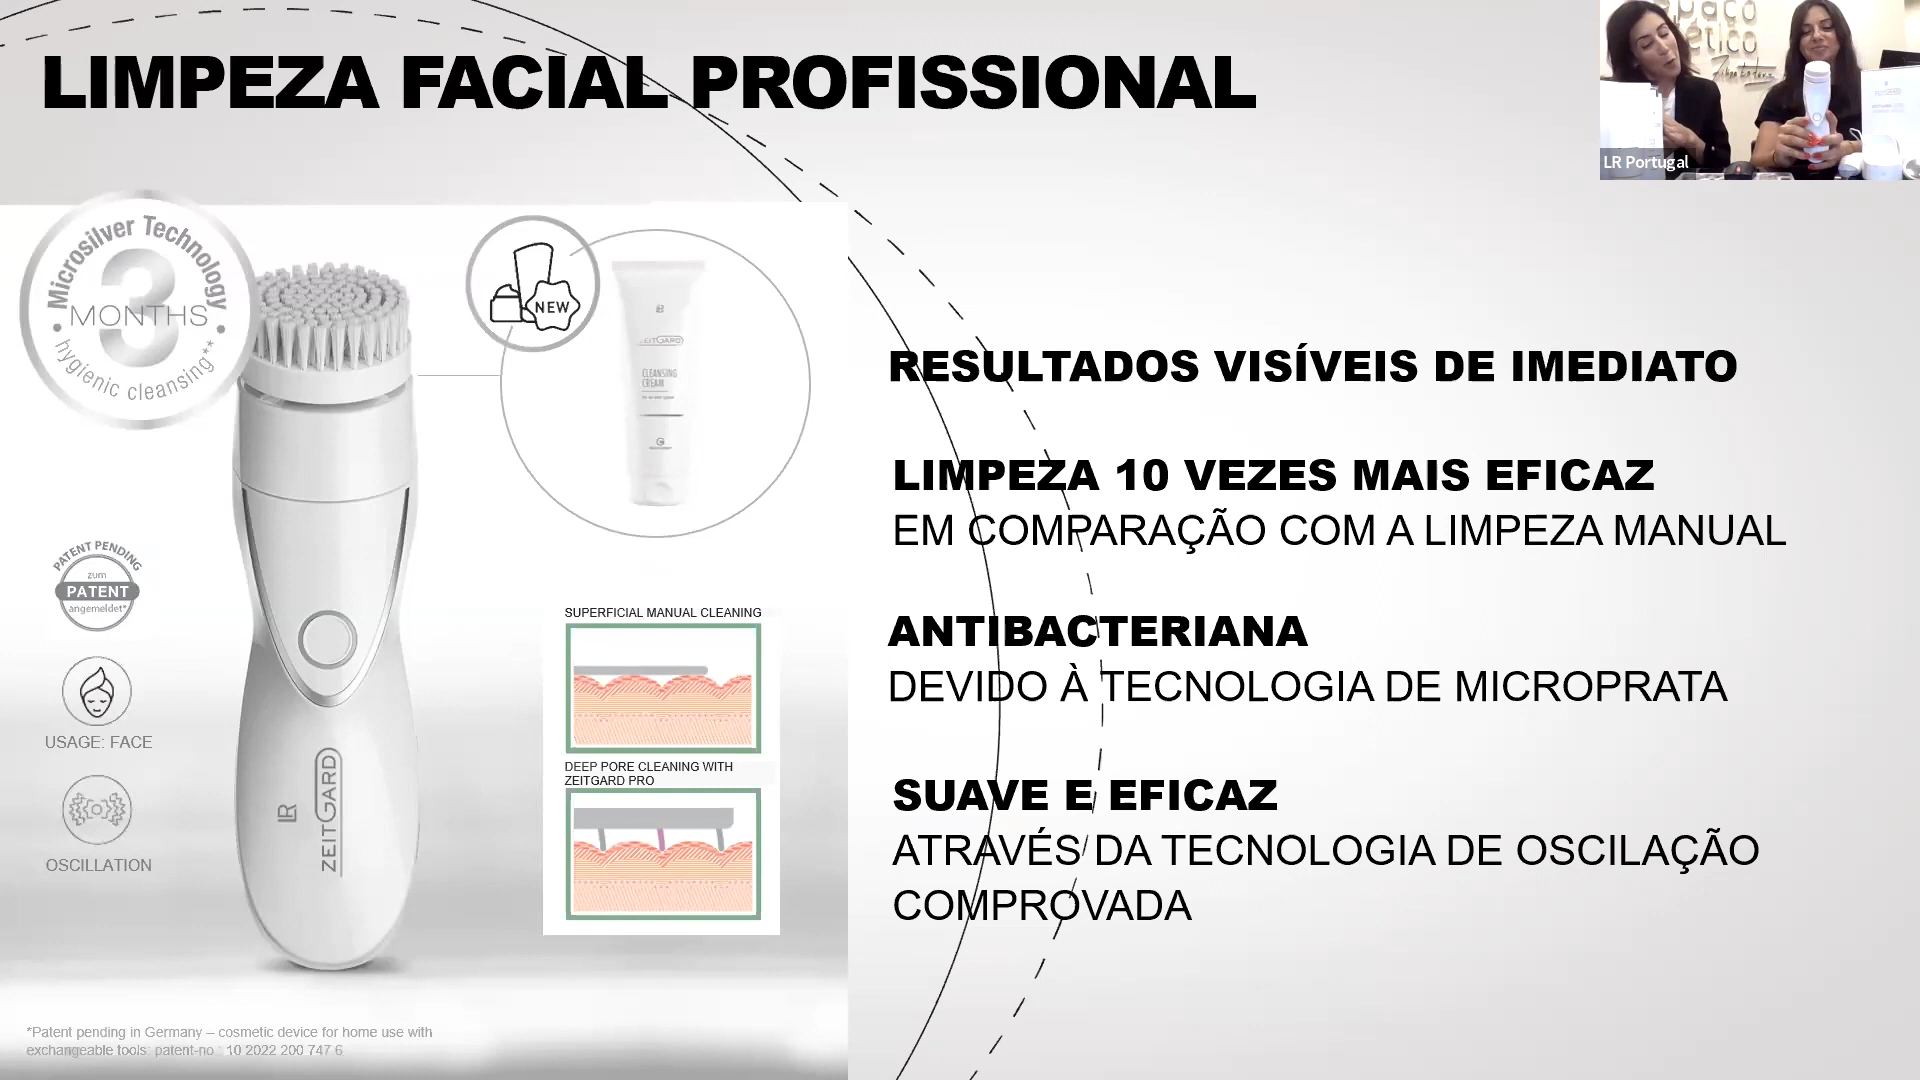 LIMPEZA FACIAL PROFISSIONAL
LR Portugal
Microsilver Technology
3
MONTHS
hygienic cleansing**
NEW
LR
ZEITGARD
CLEANSING
CREAM
PATENT PENDING
zum
PATENT
angemeldet*
USAGE: FACE
OSCILLATION
LR
ZEITGARD
SUPERFICIAL MANUAL CLEANING
DEEP PORE CLEANING WITH
ZEITGARD PRO
*Patent pending in Germany – cosmetic device for home use with
exchangeable tools: patent-no.: 10 2022 200 747 6
RESULTADOS VISÍVEIS DE IMEDIATO
LIMPEZA 10 VEZES MAIS EFICAZ
EM COMPARAÇÃO COM A LIMPEZA MANUAL
ANTIBACTERIANA
DEVIDO À TECNOLOGIA DE MICROPRATA
SUAVE E EFICAZ
ATRAVÉS DA TECNOLOGIA DE OSCILAÇÃO
COMPROVADA